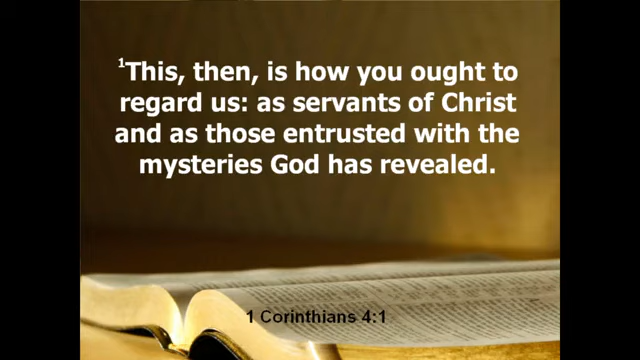 ¹This, then, is how you ought to
regard us: as servants of Christ
and as those entrusted with the
mysteries God has revealed.
1 Corinthians 4:1